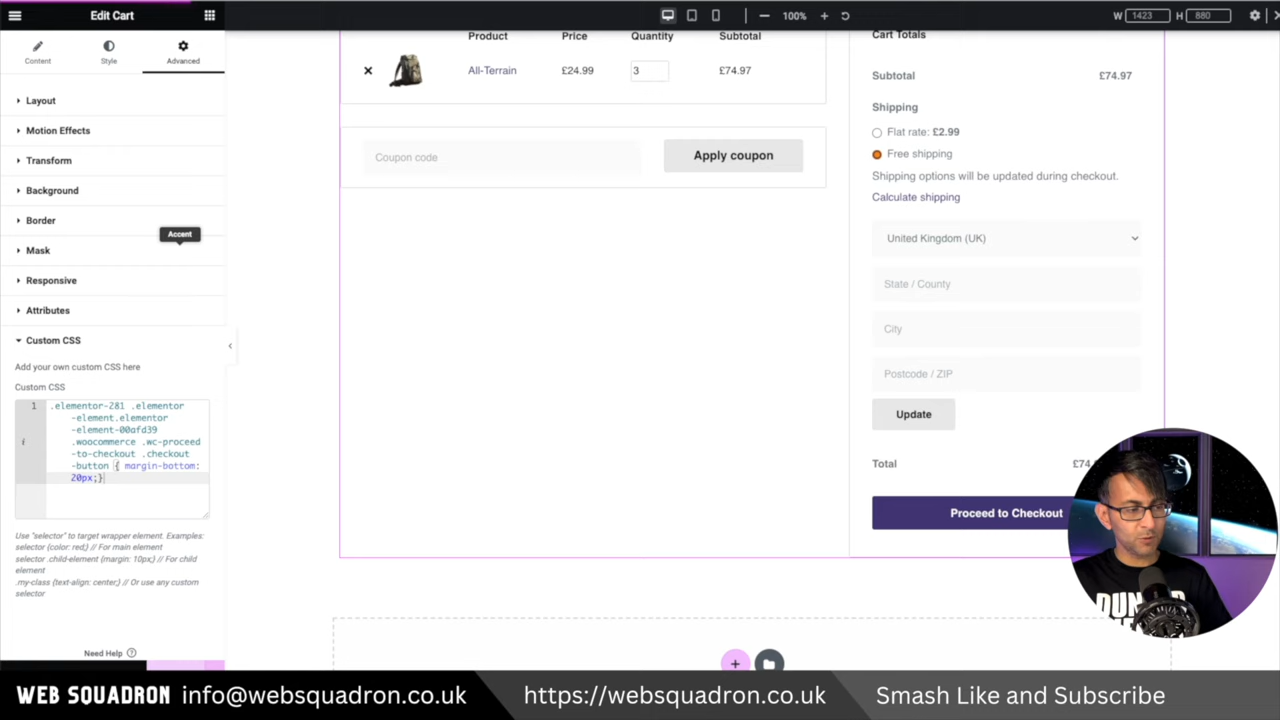 Edit Cart
100%
W 1423 H 880
Content
Style
Advanced
Layout
Motion Effects
Transform
Background
Border
Accent
Mask
Responsive
Attributes
Custom CSS
Add your own custom CSS here
Custom CSS
1
.elementor-281 .elementor
-element.elementor
-element-00afd39
.woocommerce .wc-proceed
-to-checkout .checkout
-button { margin-bottom:
20px;}
Use "selector" to target wrapper element. Examples:
selector {color: red;} // For main element
selector .child-element {margin: 10px;} // For child
element
.my-class {text-align: center;} // Or use any custom
selector
Need Help ?
Product Price Quantity Subtotal
All-Terrain £24.99 3 £74.97
Coupon code
Apply coupon
Cart Totals
Subtotal £74.97
Shipping
Flat rate: £2.99
Free shipping
Shipping options will be updated during checkout.
Calculate shipping
United Kingdom (UK)
State / County
City
Postcode / ZIP
Update
Total £74
Proceed to Checkout
WEB SQUADRON info@websquadron.co.uk https://websquadron.co.uk Smash Like and Subscribe